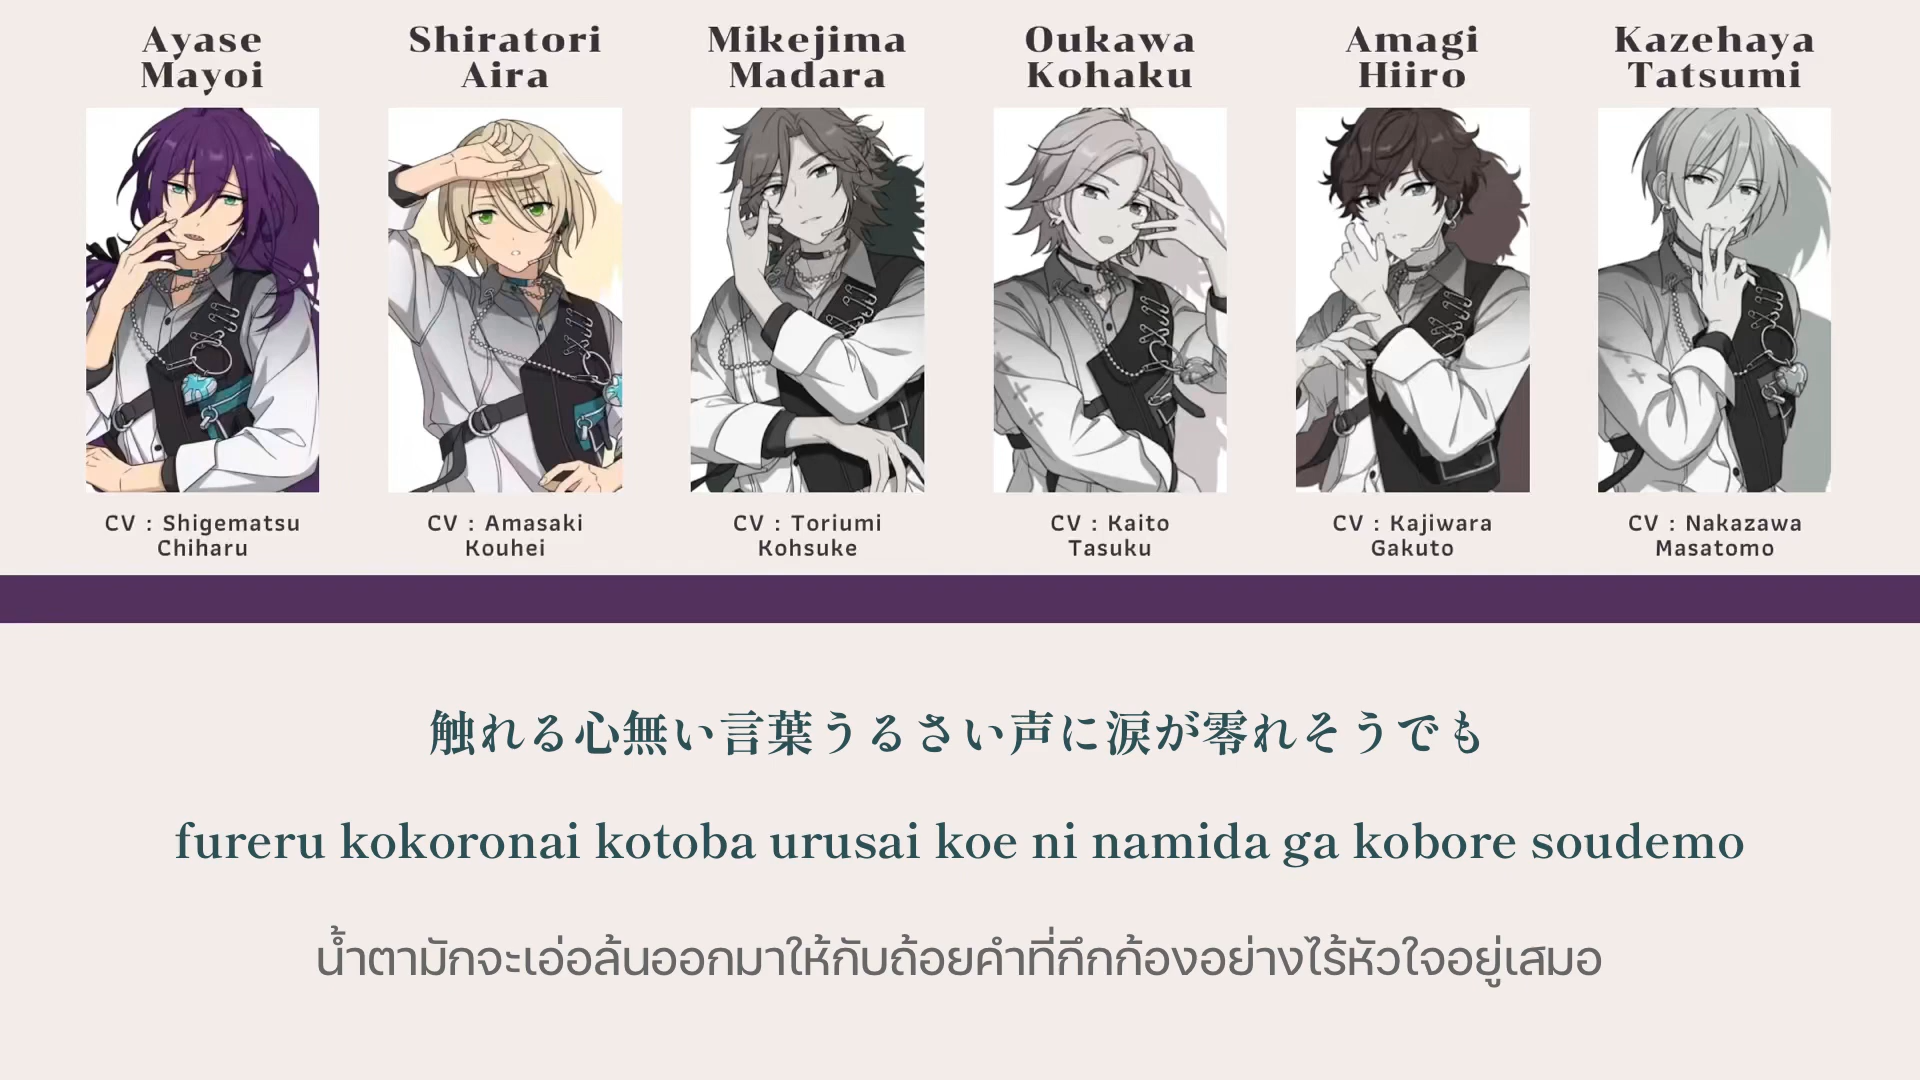 Ayase
Mayoi
Shiratori
Aira
Mikejima
Madara
Oukawa
Kohaku
Amagi
Hiiro
Kazehaya
Tatsumi
CV : Shigematsu
Chiharu
CV : Amasaki
Kouhei
CV : Toriumi
Kohsuke
CV : Kaito
Tasuku
CV : Kajiwara
Gakuto
CV : Nakazawa
Masatomo
触れる心無い言葉うるさい声に涙が零れそうでも
fureru kokoronai kotoba urusai koe ni namida ga kobore soudemo
น้ำตามักจะเอ่อล้นออกมาให้กับถ้อยคำที่กึกก้องอย่างไร้หัวใจอยู่เสมอ